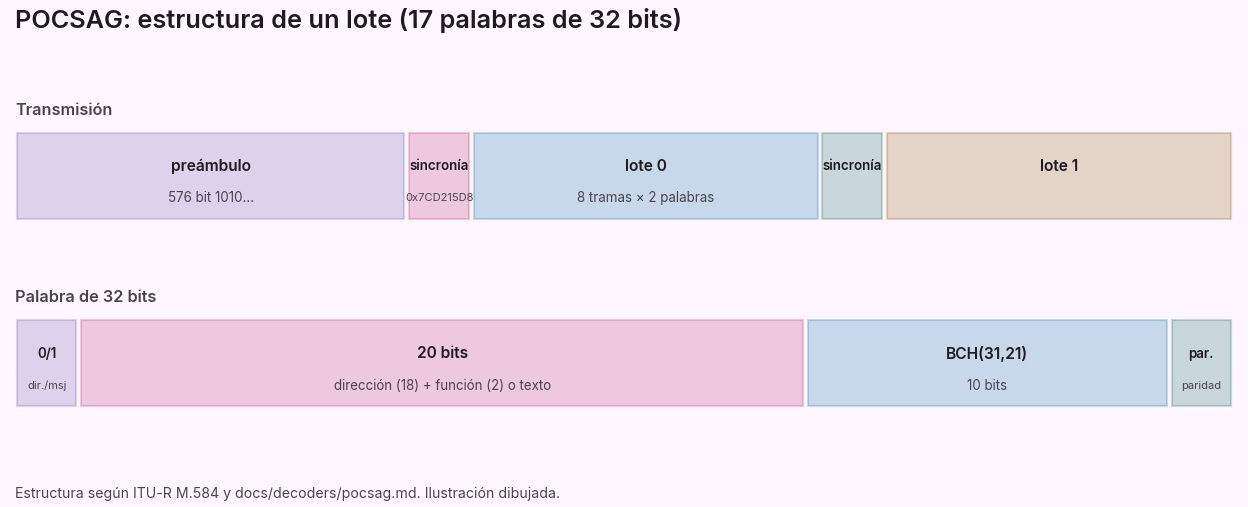 POCSAG: estructura de un lote (17 palabras de 32 bits)
Transmisión
preámbulo
576 bit 1010...
sincronía
0x7CD215D8
lote 0
8 tramas × 2 palabras
sincronía
lote 1
Palabra de 32 bits
0/1
dir./msj
20 bits
dirección (18) + función (2) o texto
BCH(31,21)
10 bits
par.
paridad
Estructura según ITU-R M.584 y docs/decoders/pocsag.md. Ilustración dibujada.